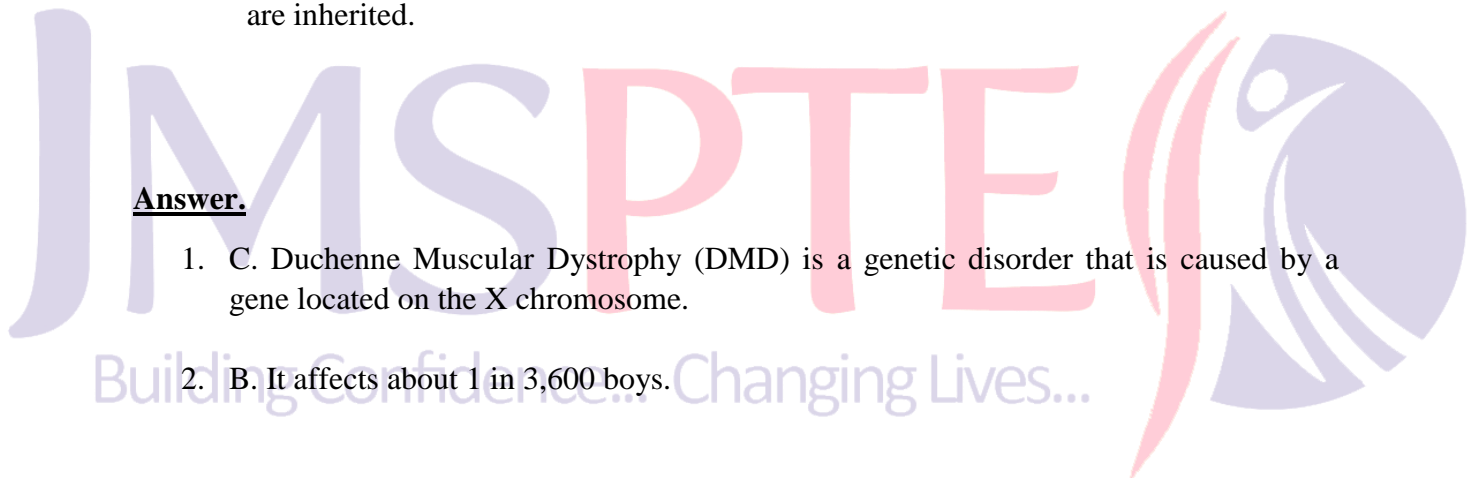 are inherited.
JMSPTE
Answer.
1. C. Duchenne Muscular Dystrophy (DMD) is a genetic disorder that is caused by a
gene located on the X chromosome.
2. B. It affects about 1 in 3,600 boys.
Building Confidence... Changing Lives...